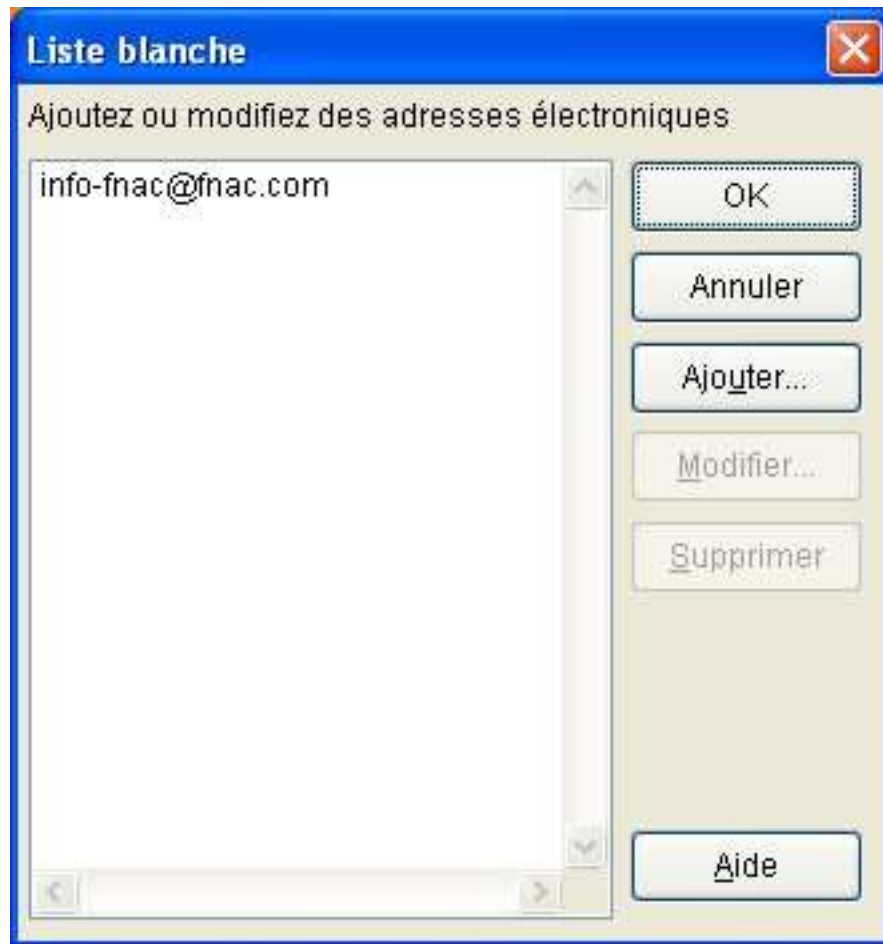 Liste blanche
Ajoutez ou modifiez des adresses électroniques
info-fnac@fnac.com
OK
Annuler
Ajouter...
Modifier...
Supprimer
Aide